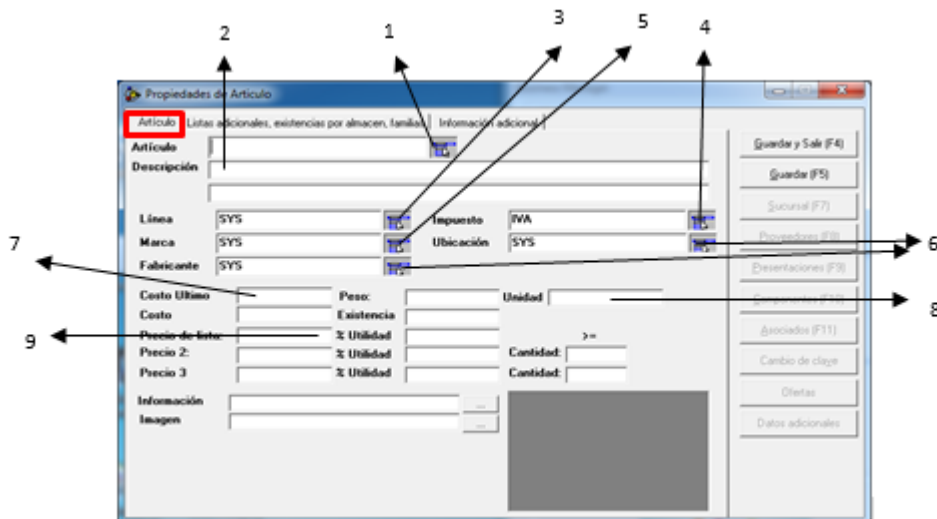 2 1 3 5 4
Propiedades de Artículo
Artículo Listas adicionales, existencias por almacen, familias Información adicional
Artículo
Descripción
Línea SYS Impuesto IVA
Marca SYS Ubicación SYS
Fabricante SYS
Costo Ultimo Peso: Unidad
Costo Existencia
Precio de lista: % Utilidad >=
Precio 2: % Utilidad Cantidad:
Precio 3 % Utilidad Cantidad:
Información ...
Imagen ...
Guardar y Salir (F4)
Guardar (F5)
Sucursal (F7)
Proveedores (F8)
Presentaciones (F9)
Componentes (F10)
Asociados (F11)
Cambio de clave
Ofertas
Datos adicionales
7
9
6
8